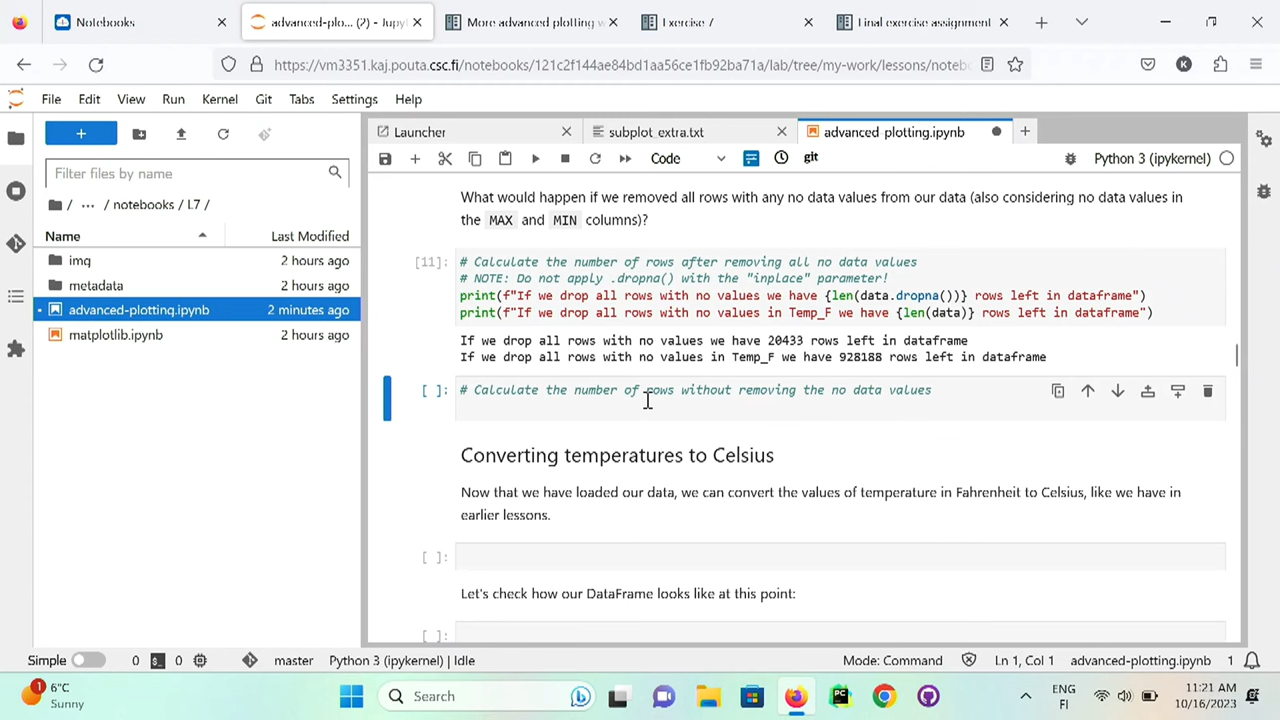 Notebooks
advanced-plo... (2) - Jupyt
More advanced plotting w
Exercise 7
Final exercise assignment
https://vm3351.kaj.pouta.csc.fi/notebooks/121c2f144ae84bd1aa56ce1fb92ba71a/lab/tree/my-work/lessons/noteb
K
File Edit View Run Kernel Git Tabs Settings Help
+
Launcher
subplot_extra.txt
advanced-plotting.ipynb
Code
git
Python 3 (ipykernel)
Filter files by name
/ ... / notebooks / L7 /
Name Last Modified
img 2 hours ago
metadata 2 hours ago
advanced-plotting.ipynb 2 minutes ago
matplotlib.ipynb 2 hours ago
What would happen if we removed all rows with any no data values from our data (also considering no data values in
the MAX and MIN columns)?
[11]:
# Calculate the number of rows after removing all no data values
# NOTE: Do not apply .dropna() with the "inplace" parameter!
print(f"If we drop all rows with no values we have {len(data.dropna())} rows left in dataframe")
print(f"If we drop all rows with no values in Temp_F we have {len(data)} rows left in dataframe")
If we drop all rows with no values we have 20433 rows left in dataframe
If we drop all rows with no values in Temp_F we have 928188 rows left in dataframe
[ ]:
# Calculate the number of rows without removing the no data values
Converting temperatures to Celsius
Now that we have loaded our data, we can convert the values of temperature in Fahrenheit to Celsius, like we have in
earlier lessons.
[ ]:
Let's check how our DataFrame looks like at this point:
[ ]:
Simple 0 0 master Python 3 (ipykernel) | Idle Mode: Command Ln 1, Col 1 advanced-plotting.ipynb 1
1
6°C
Sunny
Search
ENG
FI
11:21 AM
10/16/2023